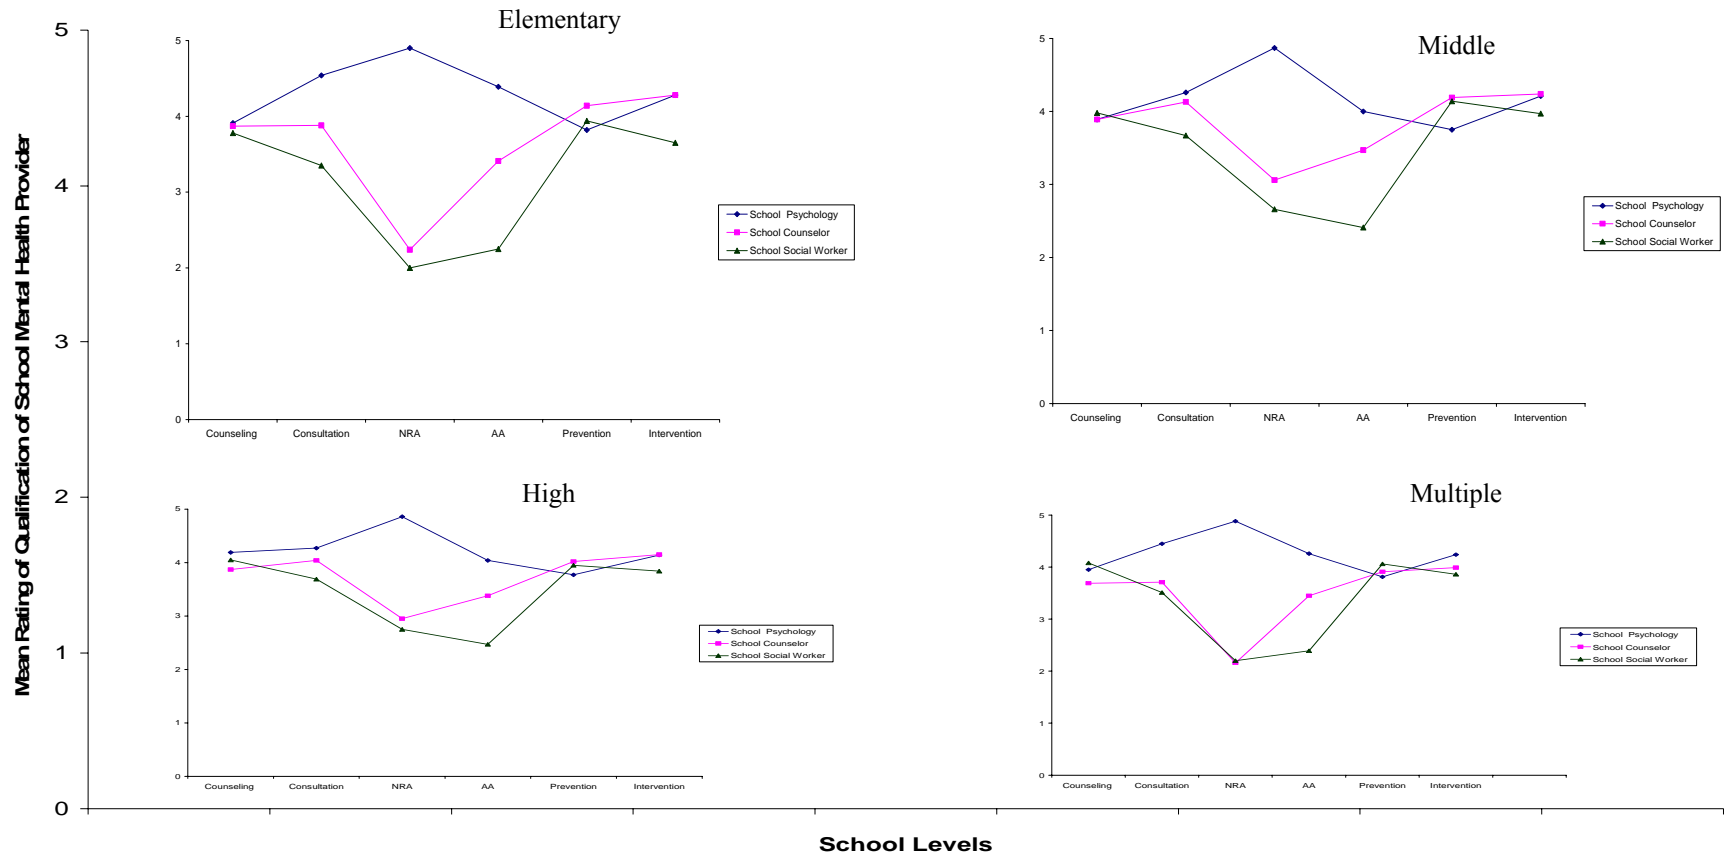 Mean Rating of Qualification of School Mental Health Provider
5
4
3
2
1
0
Elementary
5
4
3
2
1
0
Counseling Consultation NRA AA Prevention Intervention
School Psychology
School Counselor
School Social Worker
Middle
5
4
3
2
1
0
Counseling Consultation NRA AA Prevention Intervention
School Psychology
School Counselor
School Social Worker
High
5
4
3
2
1
0
Counseling Consultation NRA AA Prevention Intervention
School Psychology
School Counselor
School Social Worker
Multiple
5
4
3
2
1
0
Counseling Consultation NRA AA Prevention Intervention
School Psychology
School Counselor
School Social Worker
School Levels